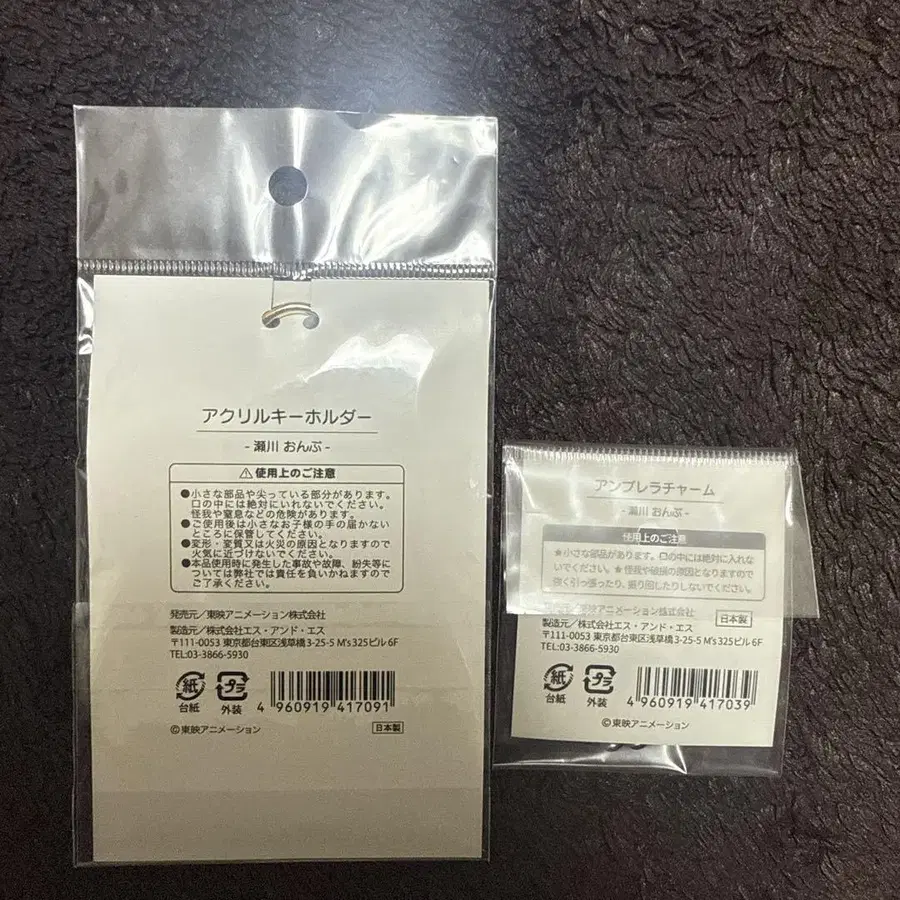 アクリルキーホルダー
- 瀬川 おんぷ -
⚠使用上のご注意
●小さな部品や尖っている部分があります。
口の中には絶対にいれないでください。
怪我や窒息などの危険があります。
●ご使用後は小さなお子様の手の届かない
ところに保管してください。
●変形・変質又は火災の原因となりますので
火気に近づけないでください。
●本品使用時に発生した事故や故障、紛失等に
ついては弊社では責任を負いかねますので
ご了承ください。
発売元／東映アニメーション株式会社
製造元／株式会社エス・アンド・エス
〒111-0053 東京都台東区浅草橋3-25-5 M's325ビル 6F
TEL:03-3866-5930
紙
台紙
プラ
外装
4 960919 417091
©東映アニメーション
日本製
アンブレラチャーム
- 瀬川 おんぷ -
使用上のご注意
★小さな部品があります。口の中には絶対に入れ
ないでください。★怪我や破損の原因となりますので
強く引っ張ったり、振り回したりしないでください。
発売元／東映アニメーション株式会社
日本製
製造元／株式会社エス・アンド・エス
〒111-0053 東京都台東区浅草橋3-25-5 M's325ビル 6F
TEL:03-3866-5930
紙
台紙
プラ
外装
4 960919 417039
©東映アニメーション